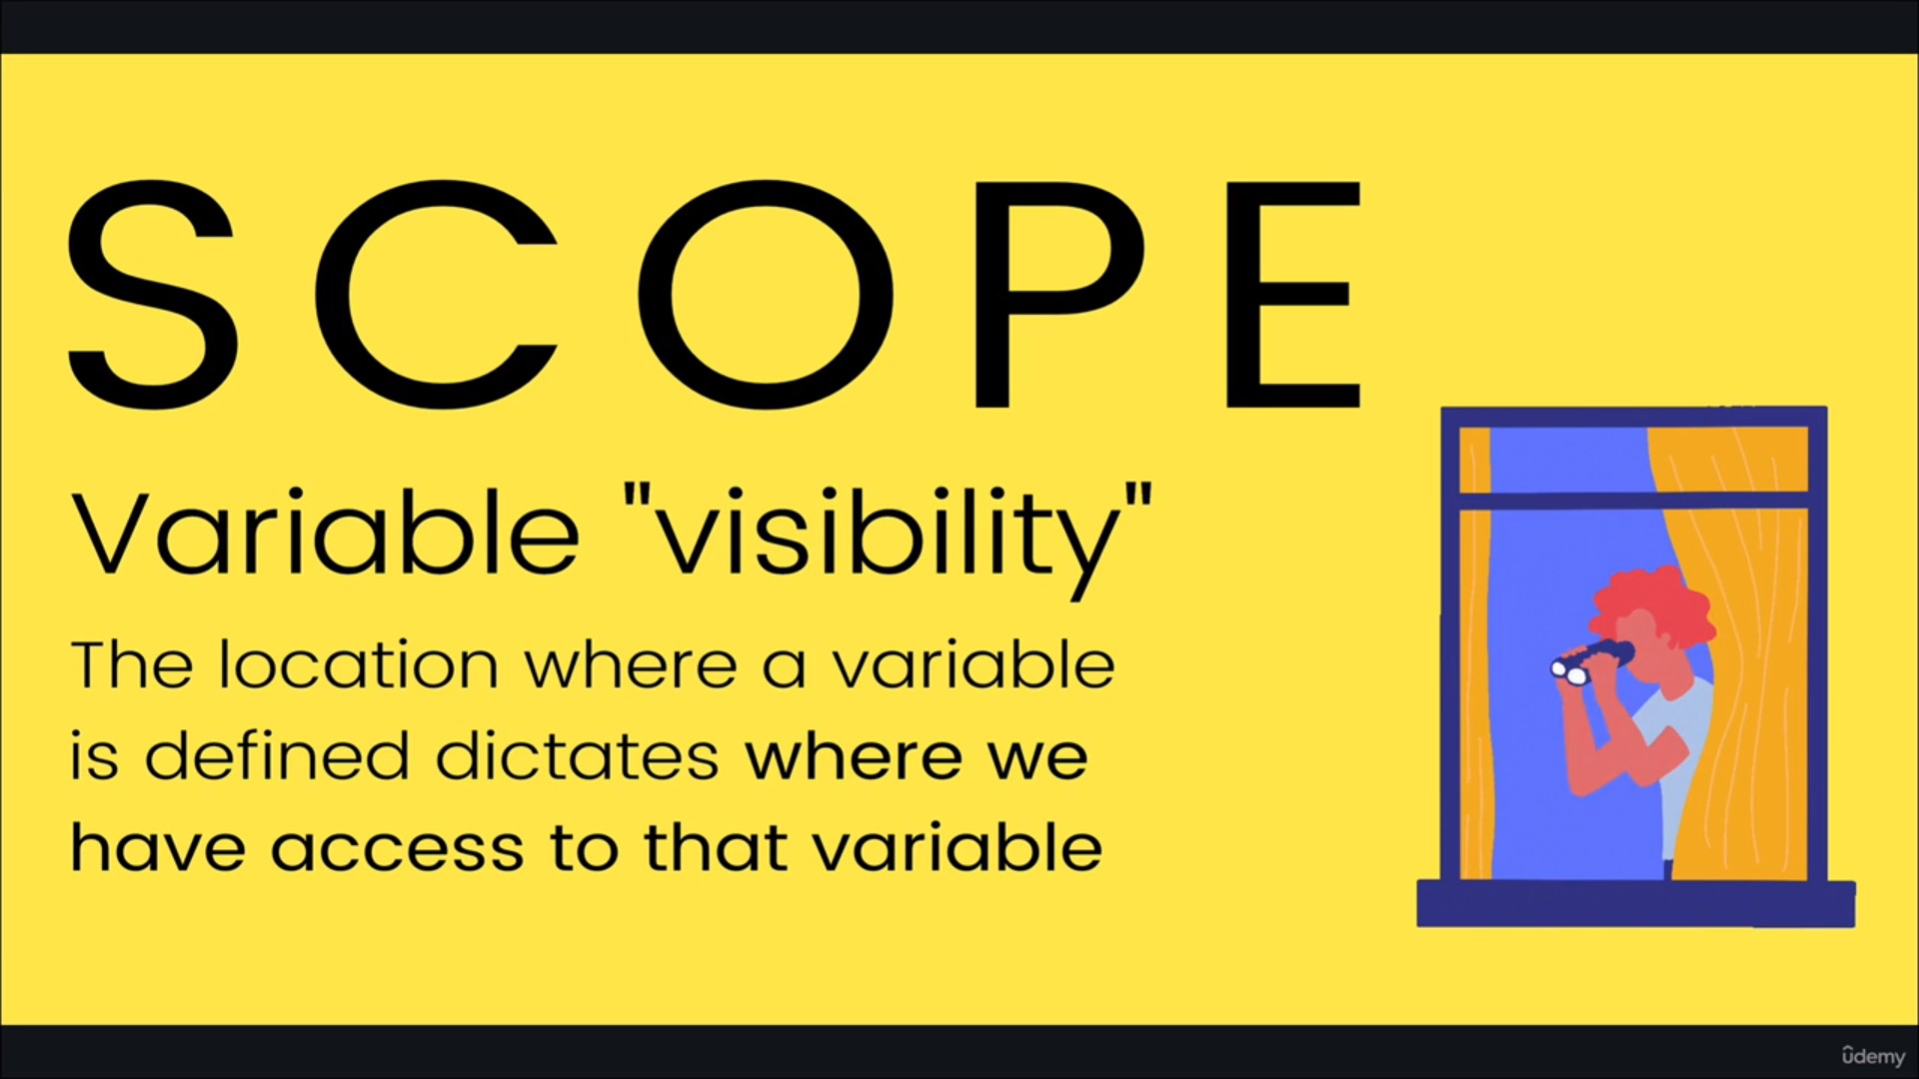 SCOPE
Variable "visibility"
The location where a variable
is defined dictates where we
have access to that variable
ûdemy